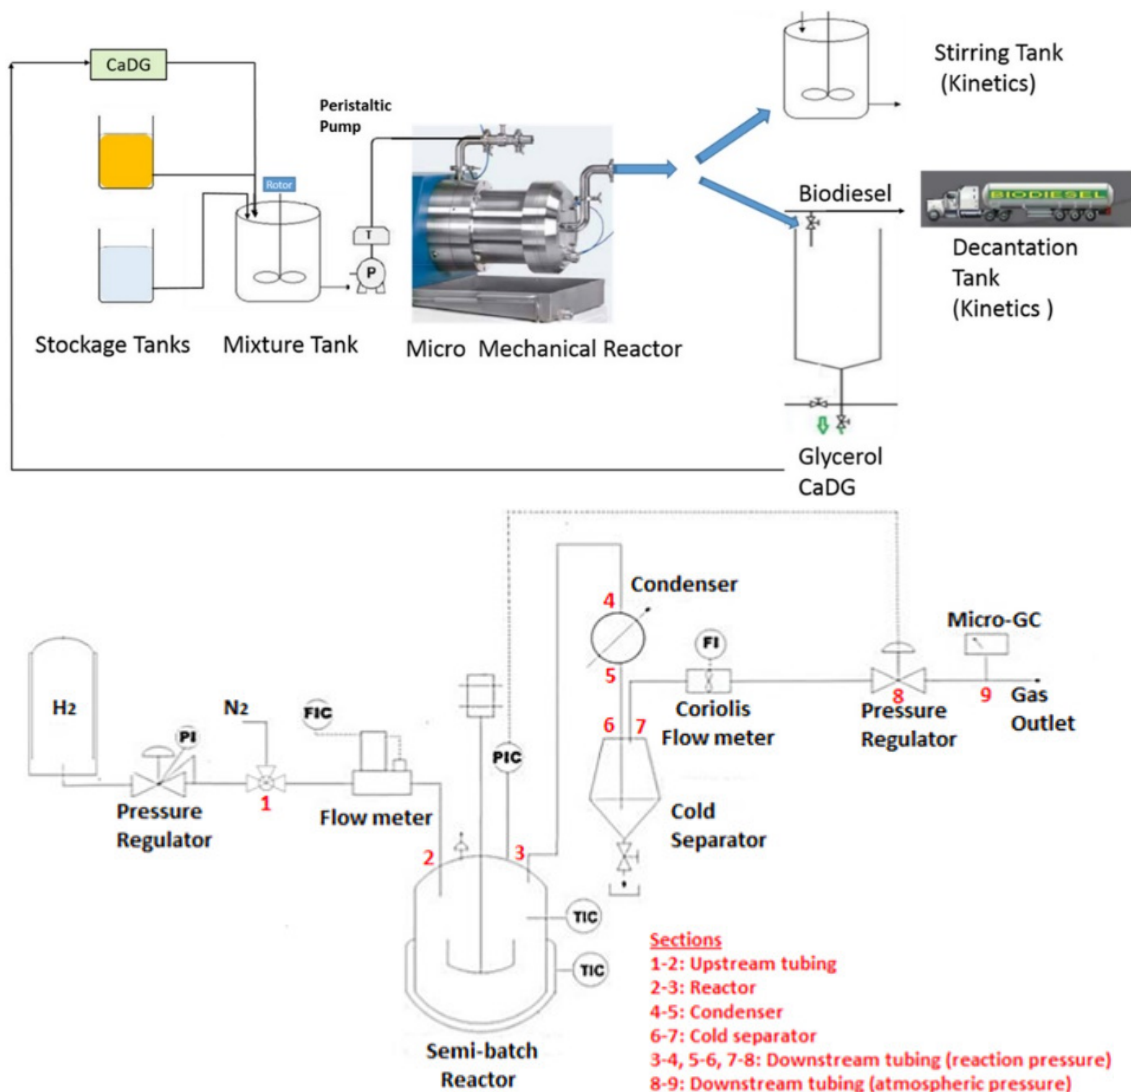 CaDG
Peristaltic
Pump
Rotor
T
P
Stockage Tanks
Mixture Tank
Micro Mechanical Reactor
Stirring Tank
(Kinetics)
Biodiesel
BIODIESEL
Decantation
Tank
(Kinetics )
Glycerol
CaDG
H2
PI
Pressure
Regulator
N2
1
FIC
Flow meter
2
PIC
3
TIC
TIC
Semi-batch
Reactor
4
Condenser
5
6
7
Cold
Separator
FI
Coriolis
Flow meter
8
Pressure
Regulator
Micro-GC
9
Gas
Outlet
Sections
1-2: Upstream tubing
2-3: Reactor
4-5: Condenser
6-7: Cold separator
3-4, 5-6, 7-8: Downstream tubing (reaction pressure)
8-9: Downstream tubing (atmospheric pressure)